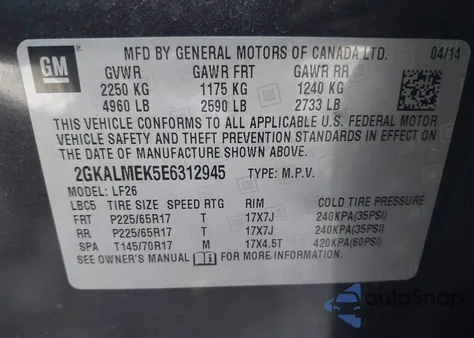 GM
MFD BY GENERAL MOTORS OF CANADA LTD. 04/14
GVWR GAWR FRT GAWR RR
2250 KG 1175 KG 1240 KG
4960 LB 2590 LB 2733 LB
THIS VEHICLE CONFORMS TO ALL APPLICABLE U.S. FEDERAL MOTOR
VEHICLE SAFETY AND THEFT PREVENTION STANDARDS IN EFFECT ON
THE DATE OF MANUFACTURE SHOWN ABOVE.
2GKALMEK5E6312945 TYPE: M.P.V.
MODEL: LF26
LBC5 TIRE SIZE SPEED RTG RIM COLD TIRE PRESSURE
FRT P225/65R17 T 17X7J 240KPA(35PSI)
RR P225/65R17 T 17X7J 240KPA(35PSI)
SPA T145/70R17 M 17X4.5T 420KPA(60PSI)
SEE OWNER'S MANUAL FOR MORE INFORMATION.
autoSnap